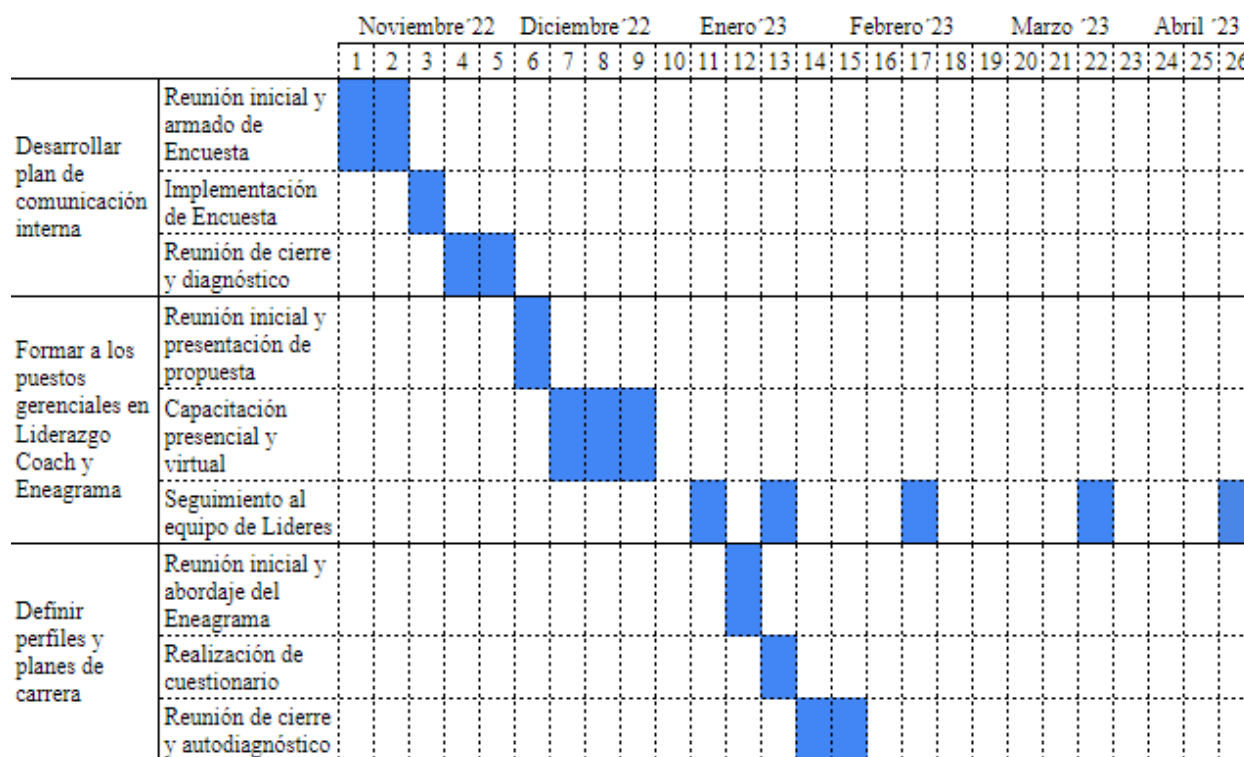 Noviembre´22 Diciembre´22 Enero´23 Febrero´23 Marzo ´23 Abril ´23
1 2 3 4 5 6 7 8 9 10 11 12 13 14 15 16 17 18 19 20 21 22 23 24 25 26
Desarrollar
plan de
comunicación
interna
Reunión inicial y
armado de
Encuesta
Implementación
de Encuesta
Reunión de cierre
y diagnóstico
Formar a los
puestos
gerenciales en
Liderazgo
Coach y
Eneagrama
Reunión inicial y
presentación de
propuesta
Capacitación
presencial y
virtual
Seguimiento al
equipo de Lideres
Definir
perfiles y
planes de
carrera
Reunión inicial y
abordaje del
Eneagrama
Realización de
cuestionario
Reunión de cierre
y autodiagnóstico